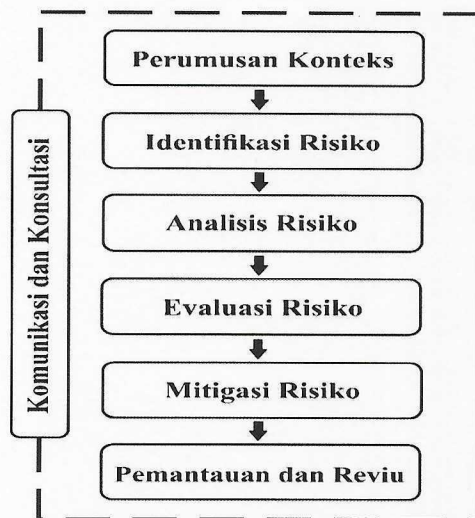 Komunikasi dan Konsultasi
Perumusan Konteks
Identifikasi Risiko
Analisis Risiko
Evaluasi Risiko
Mitigasi Risiko
Pemantauan dan Reviu